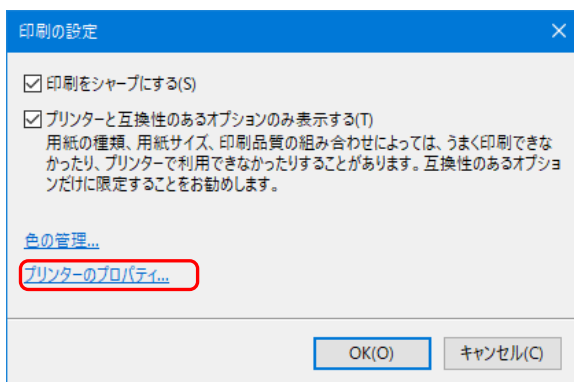 印刷の設定
印刷をシャープにする(S)
プリンターと互換性のあるオプションのみ表示する(T)
用紙の種類、用紙サイズ、印刷品質の組み合わせによっては、うまく印刷できな
かったり、プリンターで利用できなかったりすることがあります。互換性のあるオプショ
ンだけに限定することをお勧めします。
色の管理...
プリンターのプロパティ...
OK(O)
キャンセル(C)